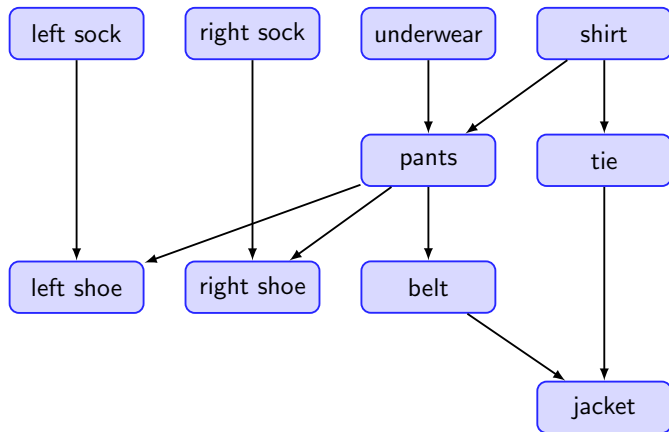 left sock
right sock
underwear
shirt
pants
tie
left shoe
right shoe
belt
jacket